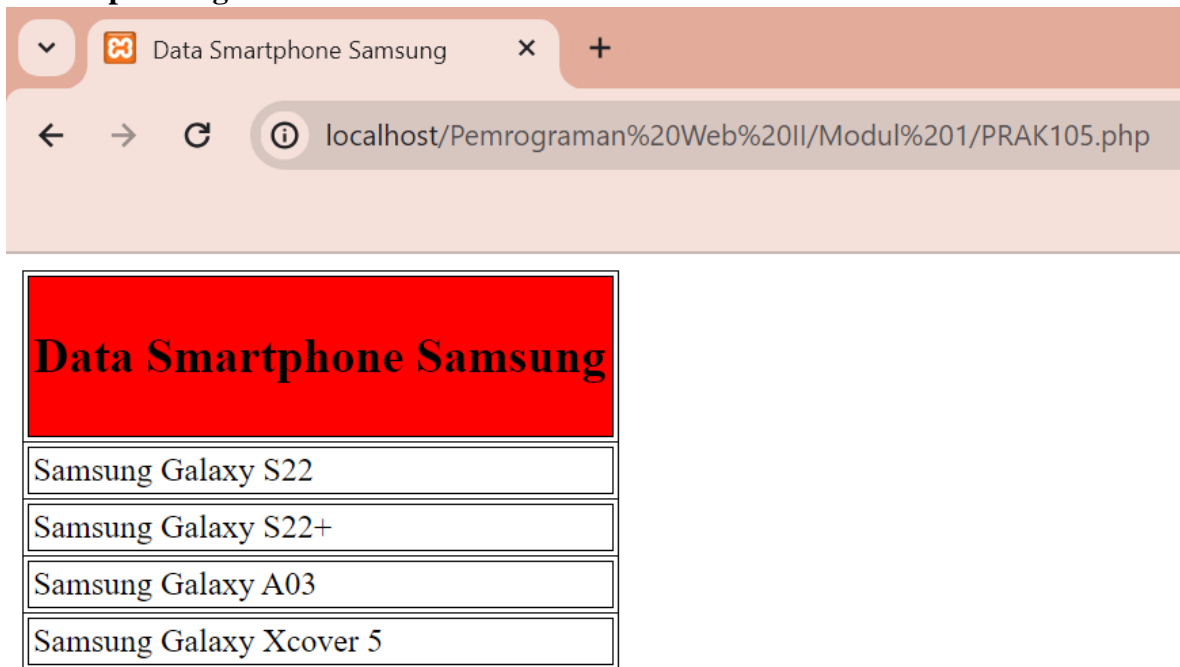 Data Smartphone Samsung
localhost/Pemrograman%20Web%20II/Modul%201/PRAK105.php
Data Smartphone Samsung
Samsung Galaxy S22
Samsung Galaxy S22+
Samsung Galaxy A03
Samsung Galaxy Xcover 5